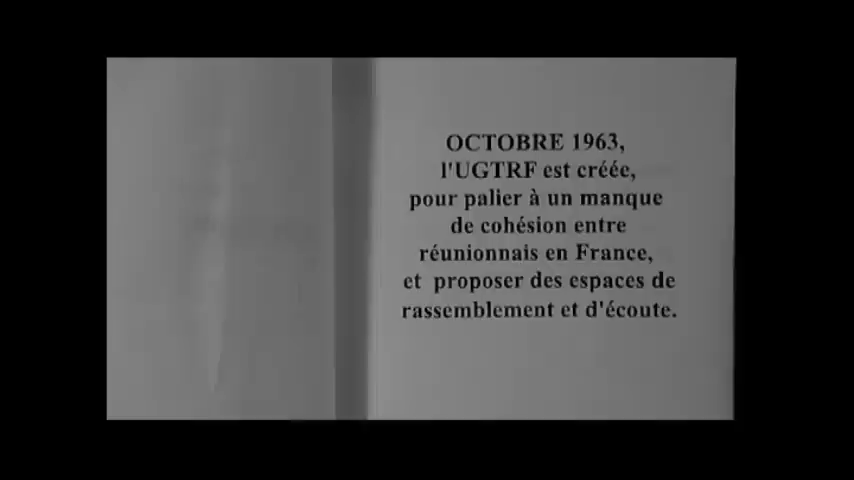 OCTOBRE 1963,
l'UGTRF est créée,
pour palier à un manque
de cohésion entre
réunionnais en France,
et proposer des espaces de
rassemblement et d'écoute.